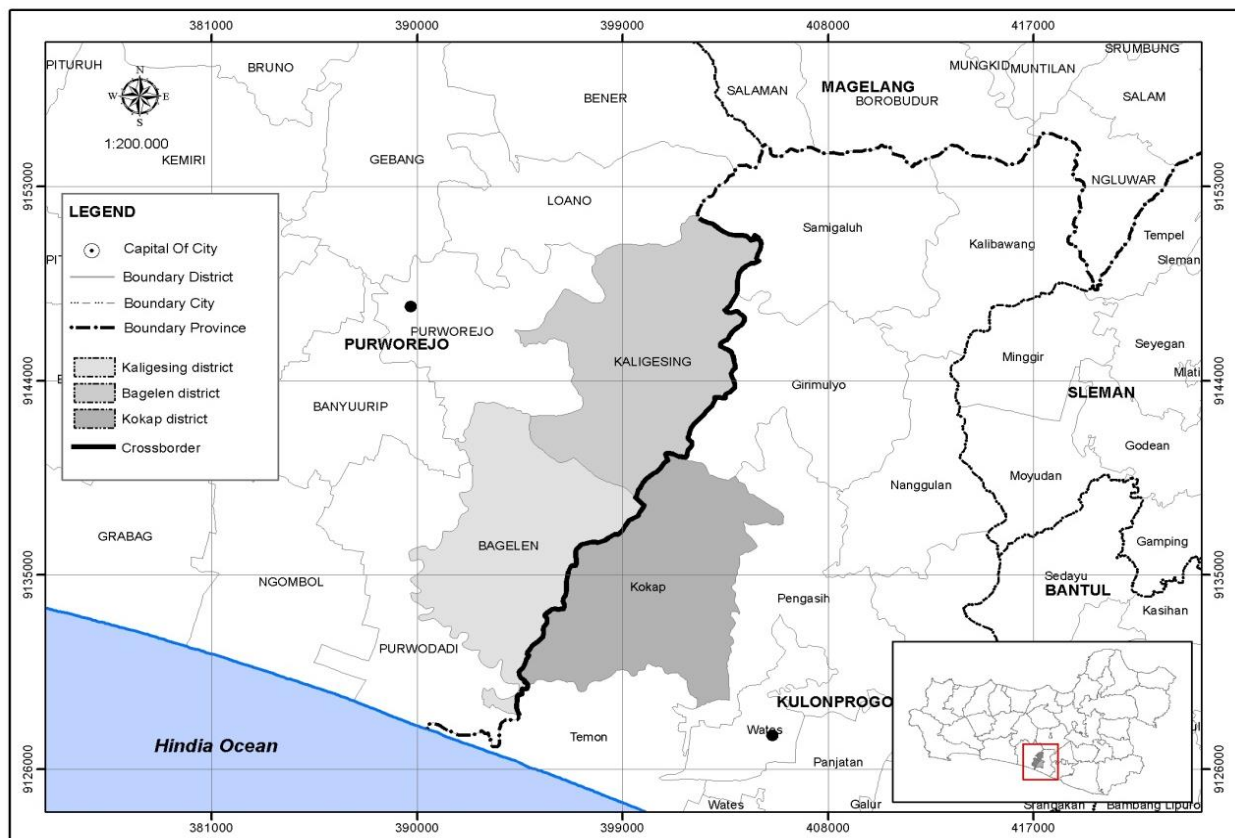 381000
390000
399000
408000
417000
PITURUH
BRUNO
BENER
SALAMAN
MAGELANG
BOROBUDUR
MUNGKID
MUNTILAN
SRUMBUNG
SALAM
N
W
E
S
1:200.000
KEMIRI
GEBANG
LOANO
NGLUWAR
9153000
9153000
LEGEND
Capital Of City
Boundary District
Boundary City
Boundary Province
Kaligesing district
Bagelen district
Kokap district
Crossborder
Samigaluh
Kalibawang
Tempel
Sleman
PURWOREJO
PURWOREJO
KALIGESING
Girimulyo
Minggir
Seyegan
Mlati
9144000
9144000
SLEMAN
BANYUURIP
Godean
Moyudan
Nanggulan
GRABAG
BAGELEN
Gamping
NGOMBOL
Kokap
Sedayu
BANTUL
Pengasih
Kasihan
9135000
9135000
PURWODADI
KULONPROGO
Hindia Ocean
Temon
Wates
Panjatan
9126000
9126000
Wates
Galur
Srangakan
Bambang Lipuro
381000
390000
399000
408000
417000